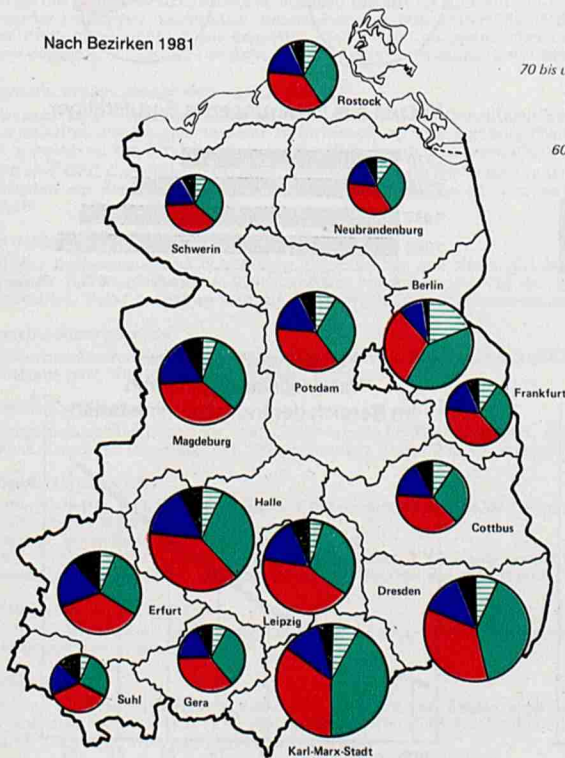 Nach Bezirken 1981
70 bis u
60
Rostock
Schwerin
Neubrandenburg
Berlin
Potsdam
Frankfurt
Magdeburg
Halle
Cottbus
Erfurt
Leipzig
Dresden
Suhl
Gera
Karl-Marx-Stadt